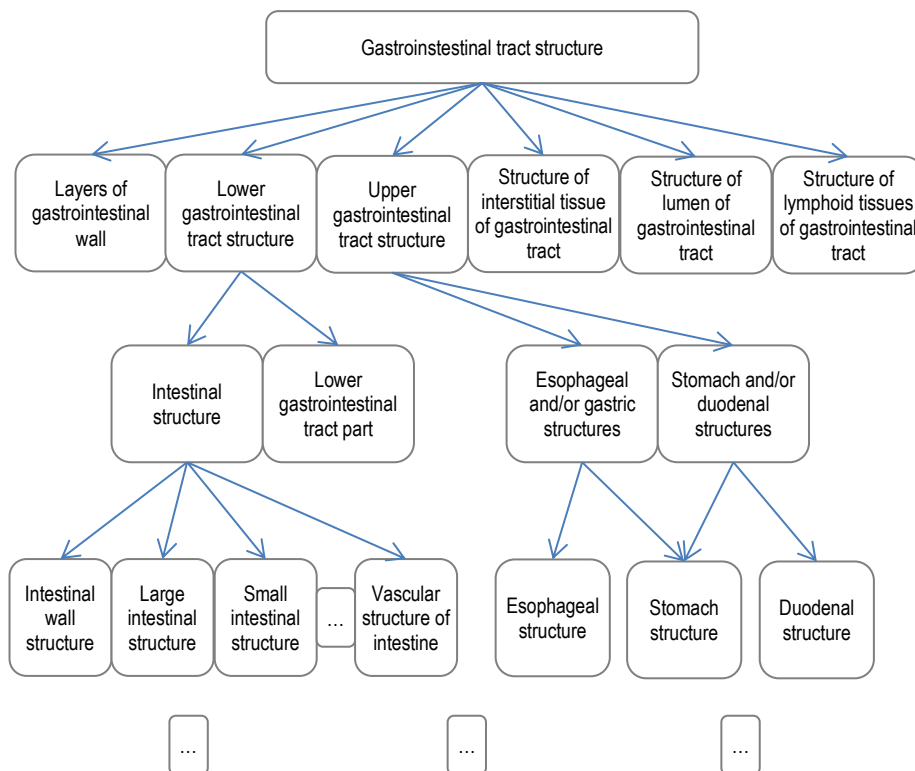 Gastroinstestinal tract structure
Layers of
gastrointestinal
wall
Lower
gastrointestinal
tract structure
Upper
gastrointestinal
tract structure
Structure of
interstitial tissue
of gastrointestinal
tract
Structure of
lumen of
gastrointestinal
tract
Structure of
lymphoid tissues
of gastrointestinal
tract
Intestinal
structure
Lower
gastrointestinal
tract part
Esophageal
and/or gastric
structures
Stomach and/or
duodenal
structures
Intestinal
wall
structure
Large
intestinal
structure
Small
intestinal
structure
...
Vascular
structure of
intestine
Esophageal
structure
Stomach
structure
Duodenal
structure
...
...
...